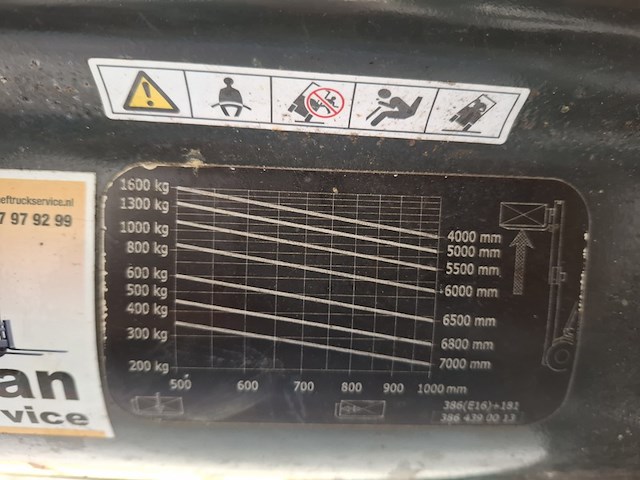 eftruckservice.nl
7 97 92 99
an
rvice
1600 kg
1300 kg
1000 kg
800 kg
600 kg
500 kg
400 kg
300 kg
200 kg
4000 mm
5000 mm
5500 mm
6000 mm
6500 mm
6800 mm
7000 mm
500 600 700 800 900 1000 mm
386(E16)+181
386 439 00 13